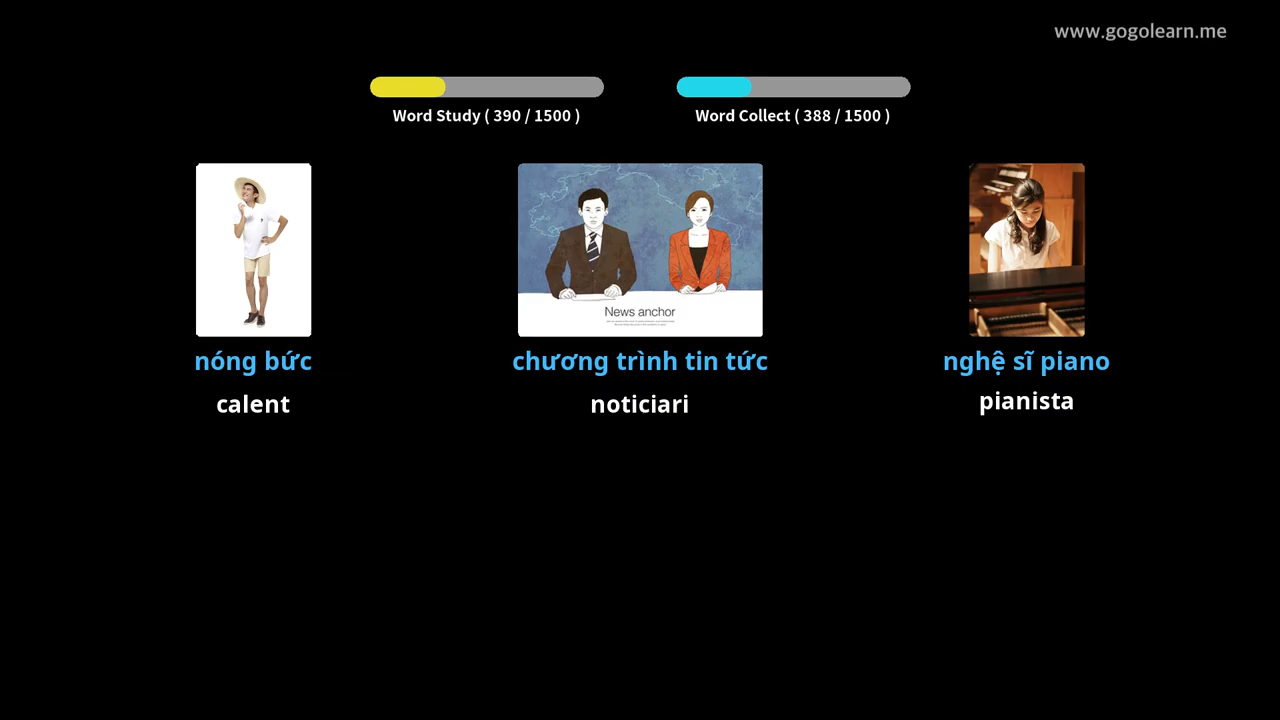 www.gogolearn.me
Word Study ( 390 / 1500 )
Word Collect ( 388 / 1500 )
News anchor
nóng bức
chương trình tin tức
nghệ sĩ piano
calent
noticiari
pianista